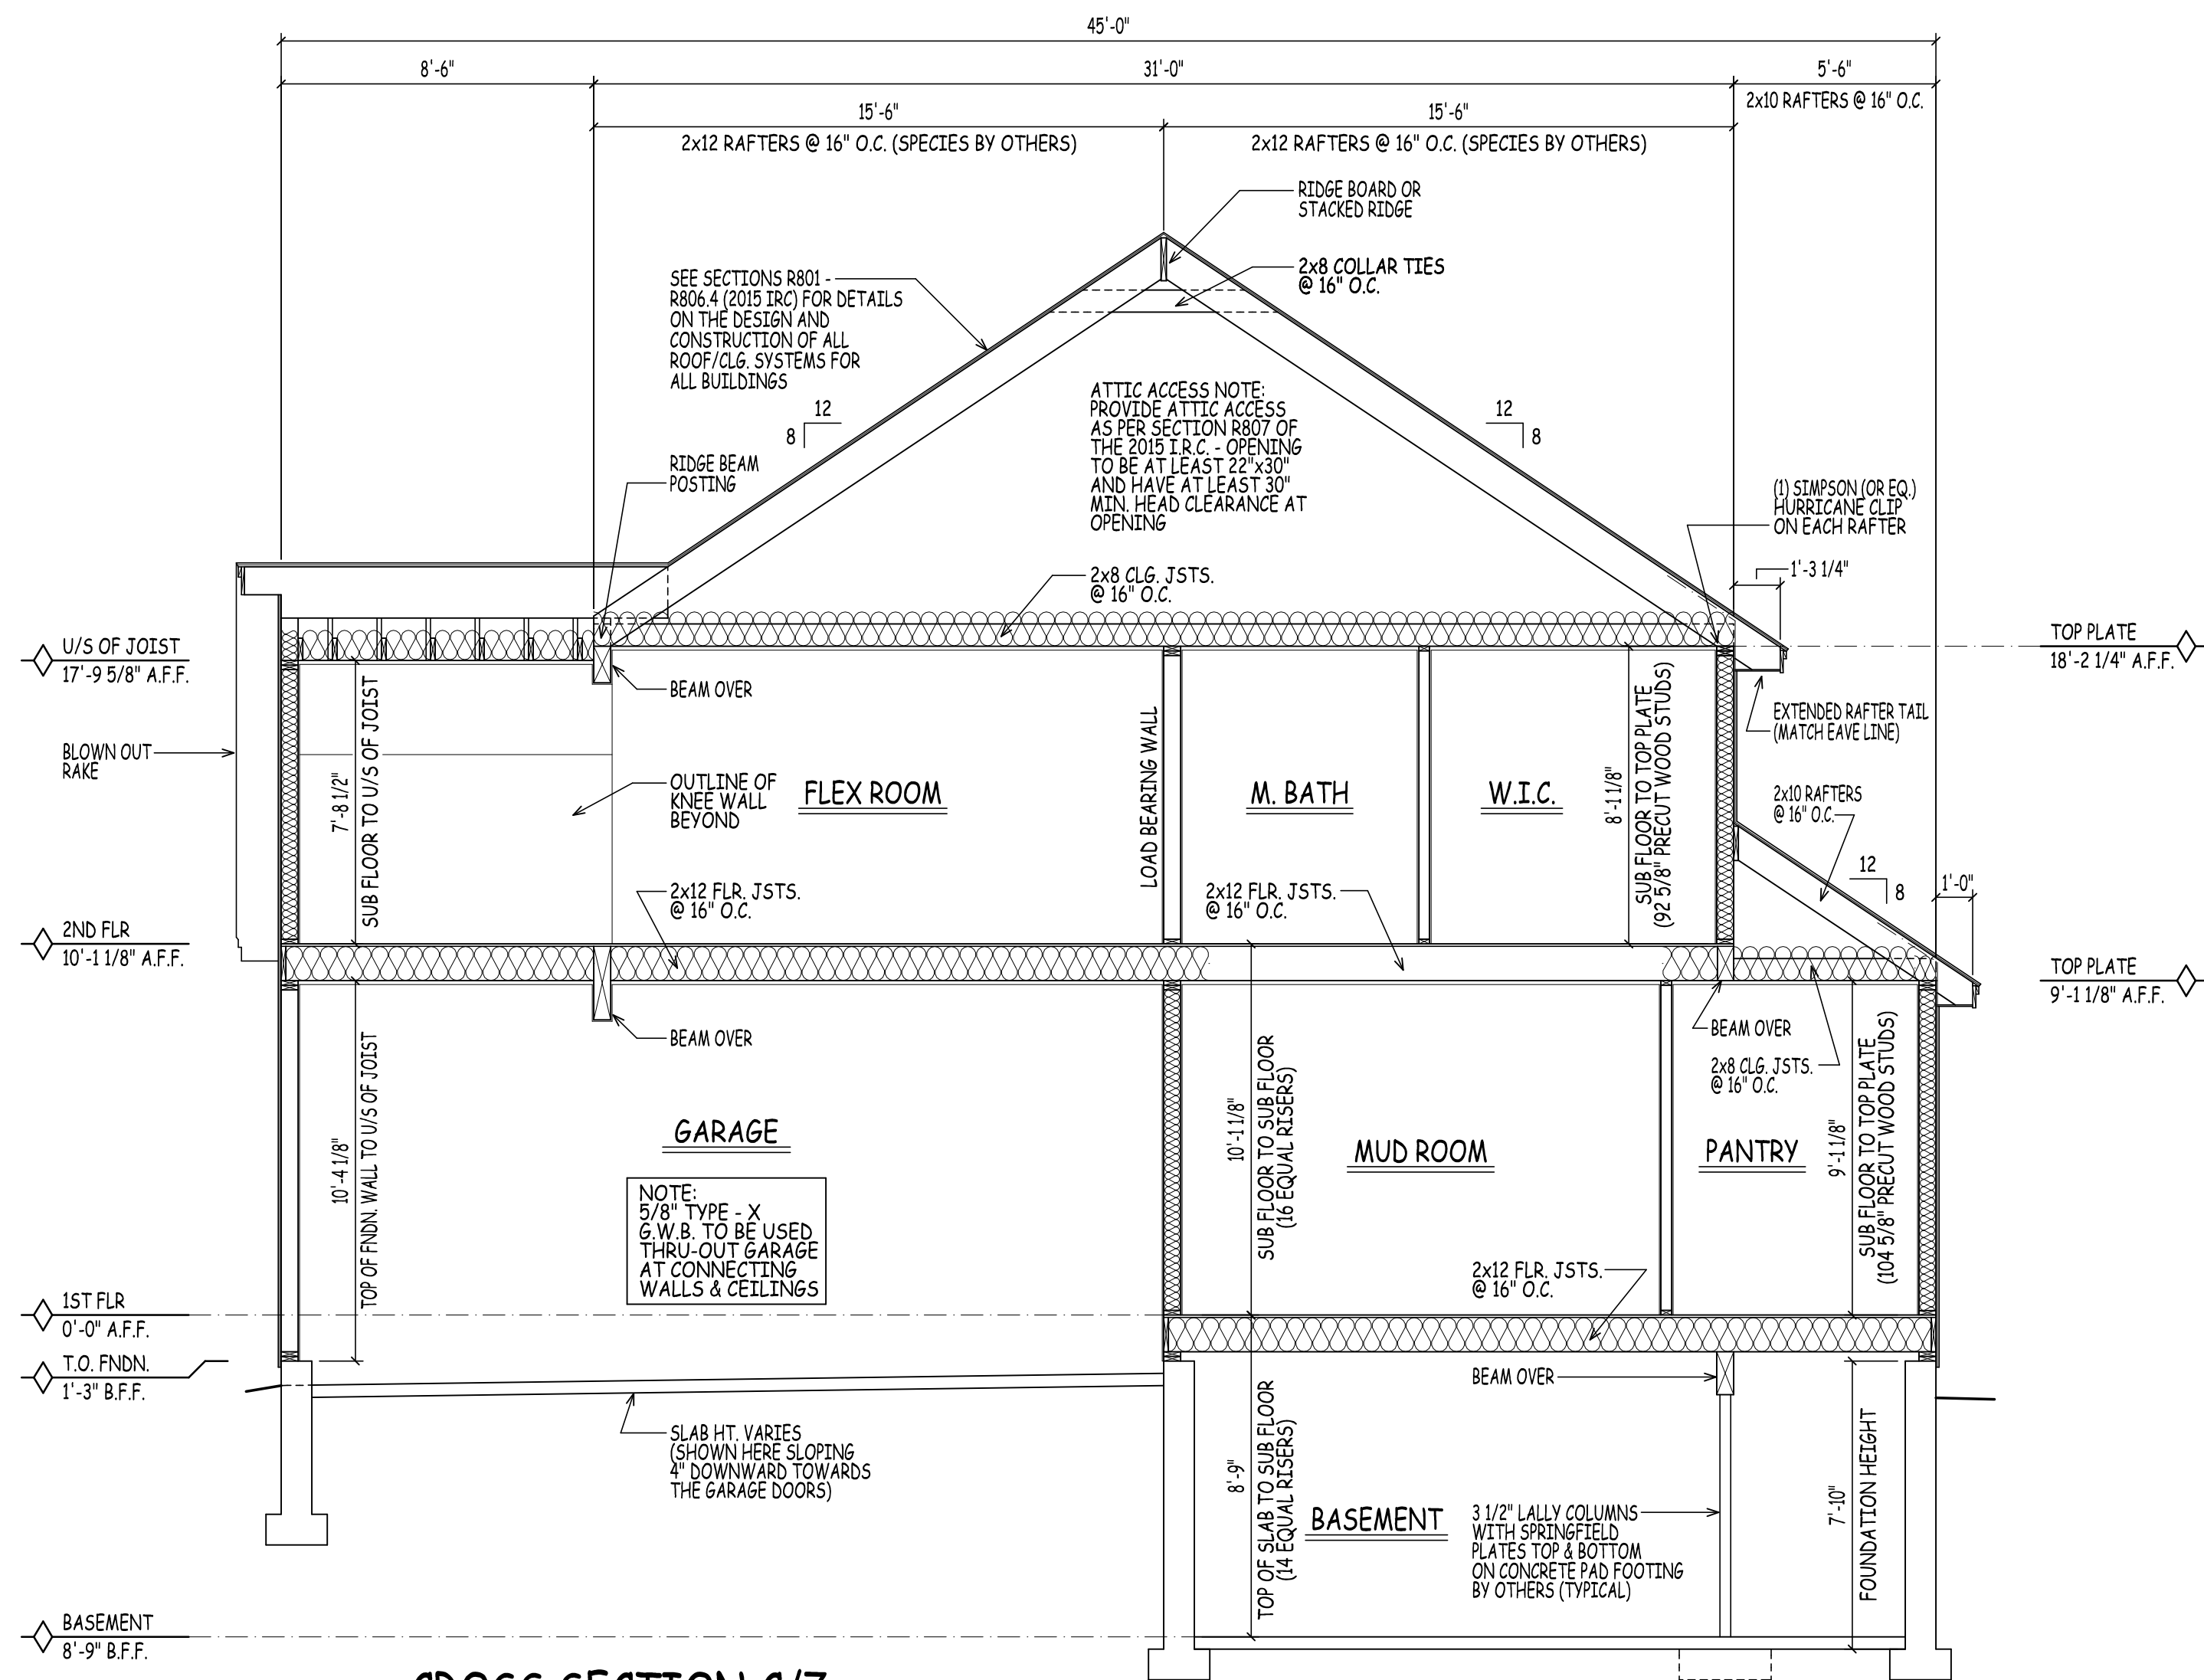 45'-0"
8'-6"
31'-0"
5'-6"
2x10 RAFTERS @ 16" O.C.
15'-6"
15'-6"
2x12 RAFTERS @ 16" O.C. (SPECIES BY OTHERS)
2x12 RAFTERS @ 16" O.C. (SPECIES BY OTHERS)
RIDGE BOARD OR
STACKED RIDGE
2x8 COLLAR TIES
@ 16" O.C.
SEE SECTIONS R801 -
R806.4 (2015 IRC) FOR DETAILS
ON THE DESIGN AND
CONSTRUCTION OF ALL
ROOF/CLG. SYSTEMS FOR
ALL BUILDINGS
12
8
12
8
ATTIC ACCESS NOTE:
PROVIDE ATTIC ACCESS
AS PER SECTION R807 OF
THE 2015 I.R.C. - OPENING
TO BE AT LEAST 22"x30"
AND HAVE AT LEAST 30"
MIN. HEAD CLEARANCE AT
OPENING
RIDGE BEAM
POSTING
(1) SIMPSON (OR EQ.)
HURRICANE CLIP
ON EACH RAFTER
1'-3 1/4"
2x8 CLG. JSTS.
@ 16" O.C.
U/S OF JOIST
17'-9 5/8" A.F.F.
TOP PLATE
18'-2 1/4" A.F.F.
BEAM OVER
EXTENDED RAFTER TAIL
(MATCH EAVE LINE)
BLOWN OUT
RAKE
7'-8 1/2"
SUB FLOOR TO U/S OF JOIST
OUTLINE OF
KNEE WALL
BEYOND
FLEX ROOM
LOAD BEARING WALL
M. BATH
W.I.C.
8'-1 1/8"
SUB FLOOR TO TOP PLATE
(92 5/8" PRECUT WOOD STUDS)
2x10 RAFTERS
@ 16" O.C.
12
8
1'-0"
2x12 FLR. JSTS.
@ 16" O.C.
2x12 FLR. JSTS.
@ 16" O.C.
2ND FLR
10'-1 1/8" A.F.F.
TOP PLATE
9'-1 1/8" A.F.F.
BEAM OVER
BEAM OVER
2x8 CLG. JSTS.
@ 16" O.C.
10'-4 1/8"
TOP OF FNDN. WALL TO U/S OF JOIST
GARAGE
NOTE:
5/8" TYPE - X
G.W.B. TO BE USED
THRU-OUT GARAGE
AT CONNECTING
WALLS & CEILINGS
10'-1 1/8"
SUB FLOOR TO SUB FLOOR
(16 EQUAL RISERS)
MUD ROOM
PANTRY
9'-1 1/8"
SUB FLOOR TO TOP PLATE
(104 5/8" PRECUT WOOD STUDS)
2x12 FLR. JSTS.
@ 16" O.C.
1ST FLR
0'-0" A.F.F.
T.O. FNDN.
1'-3" B.F.F.
BEAM OVER
SLAB HT. VARIES
(SHOWN HERE SLOPING
4" DOWNWARD TOWARDS
THE GARAGE DOORS)
8'-9"
TOP OF SLAB TO SUB FLOOR
(14 EQUAL RISERS)
BASEMENT
3 1/2" LALLY COLUMNS
WITH SPRINGFIELD
PLATES TOP & BOTTOM
ON CONCRETE PAD FOOTING
BY OTHERS (TYPICAL)
7'-10"
FOUNDATION HEIGHT
BASEMENT
8'-9" B.F.F.
CROSS SECTION